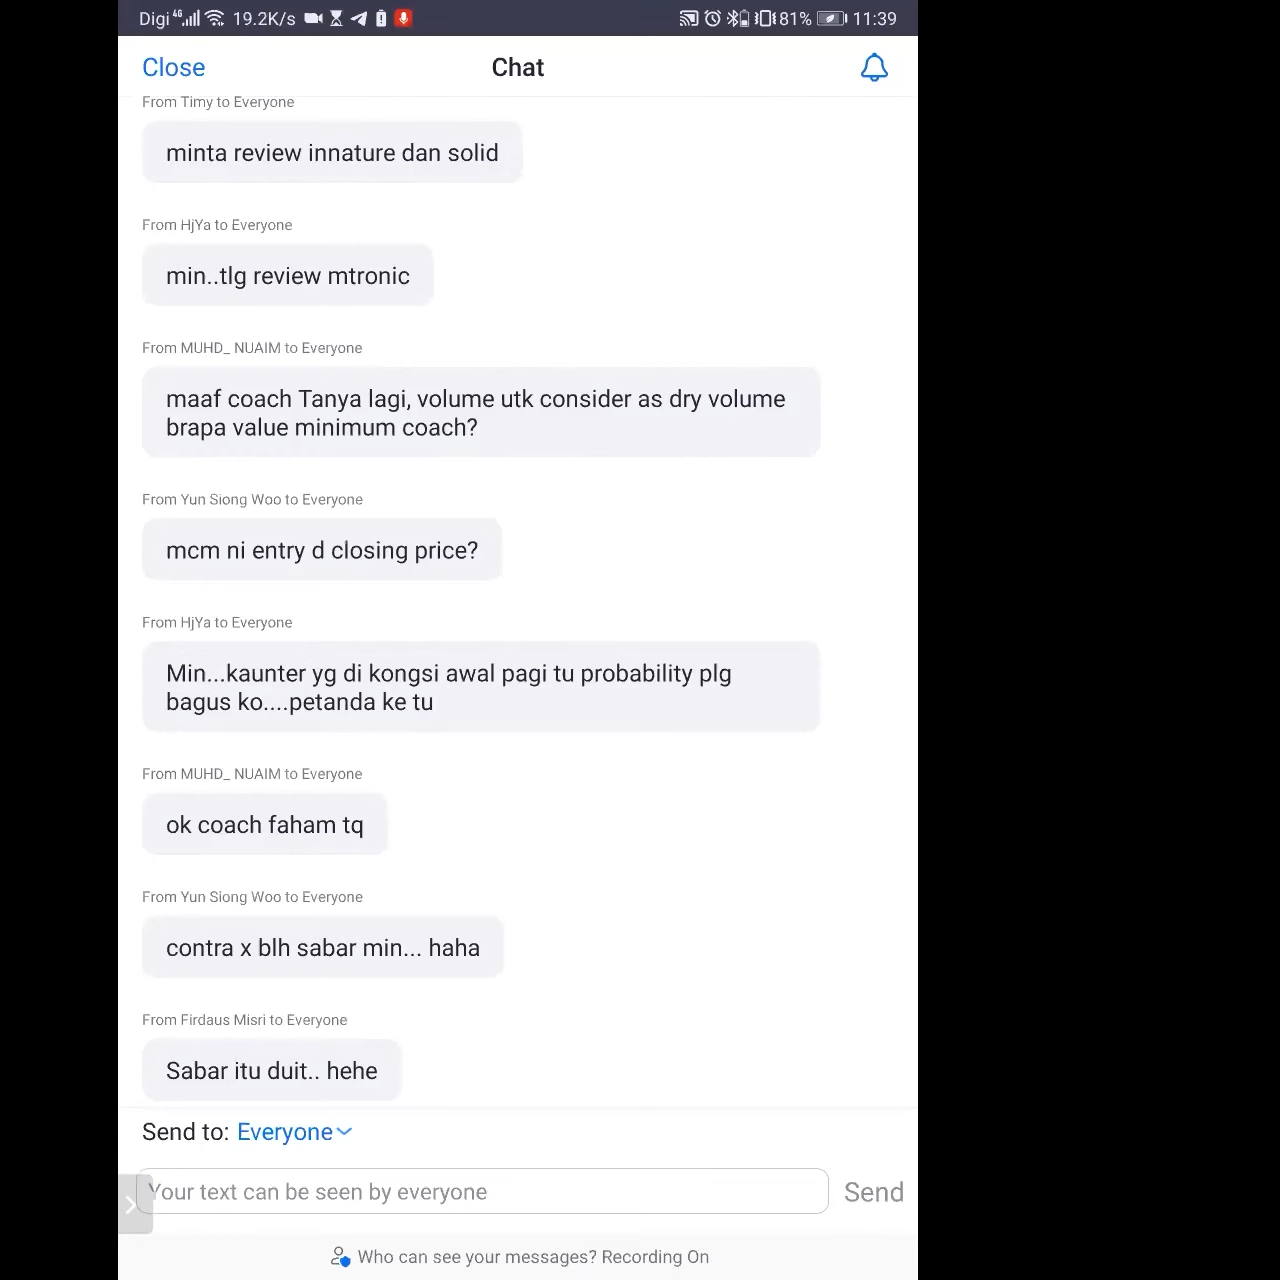 Digi 4G 19.2K/s 81% 11:39
Close Chat
From Timy to Everyone
minta review innature dan solid
From HjYa to Everyone
min..tlg review mtronic
From MUHD_ NUAIM to Everyone
maaf coach Tanya lagi, volume utk consider as dry volume
brapa value minimum coach?
From Yun Siong Woo to Everyone
mcm ni entry d closing price?
From HjYa to Everyone
Min...kaunter yg di kongsi awal pagi tu probability plg
bagus ko....petanda ke tu
From MUHD_ NUAIM to Everyone
ok coach faham tq
From Yun Siong Woo to Everyone
contra x blh sabar min... haha
From Firdaus Misri to Everyone
Sabar itu duit.. hehe
Send to: Everyone
Your text can be seen by everyone Send
Who can see your messages? Recording On